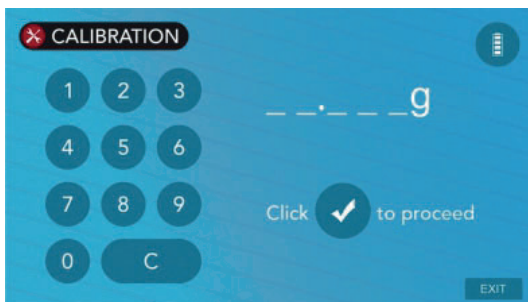 CALIBRATION
1 2 3
4 5 6
7 8 9
0 C
_ _._ _ _g
Click to proceed
EXIT